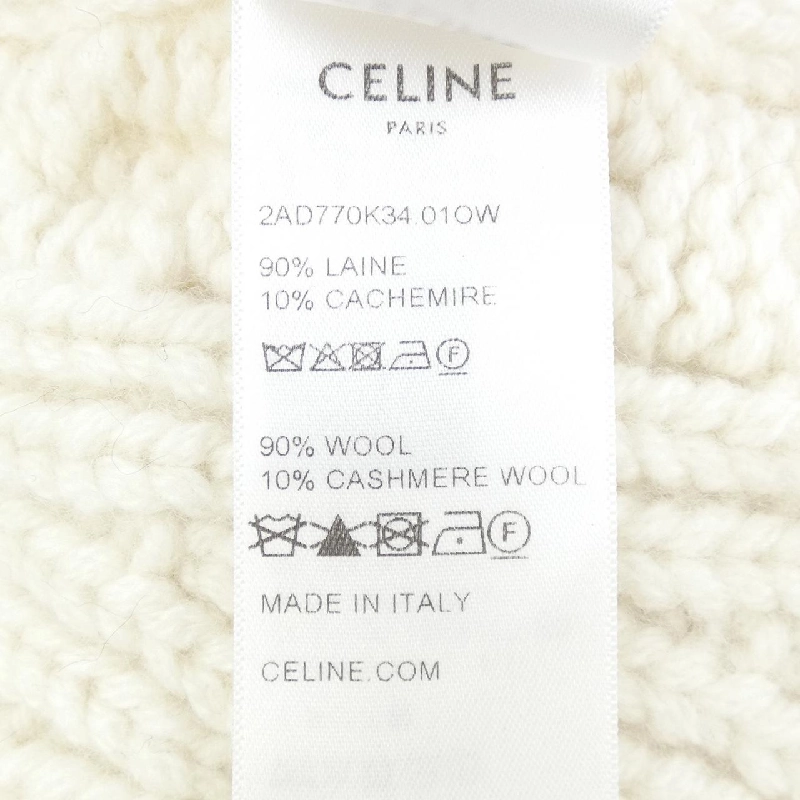 CELINE
PARIS
2AD770K34.01OW
90% LAINE
10% CACHEMIRE
F
90% WOOL
10% CASHMERE WOOL
F
MADE IN ITALY
CELINE.COM